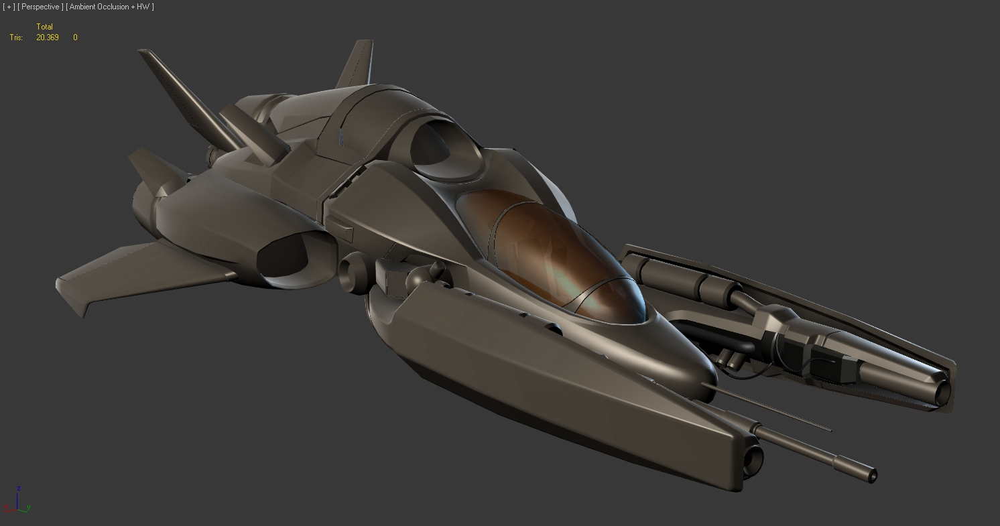 [ + ] [ Perspective ] [ Ambient Occlusion + HW ]
Total
Tris: 20.369 0
z
y